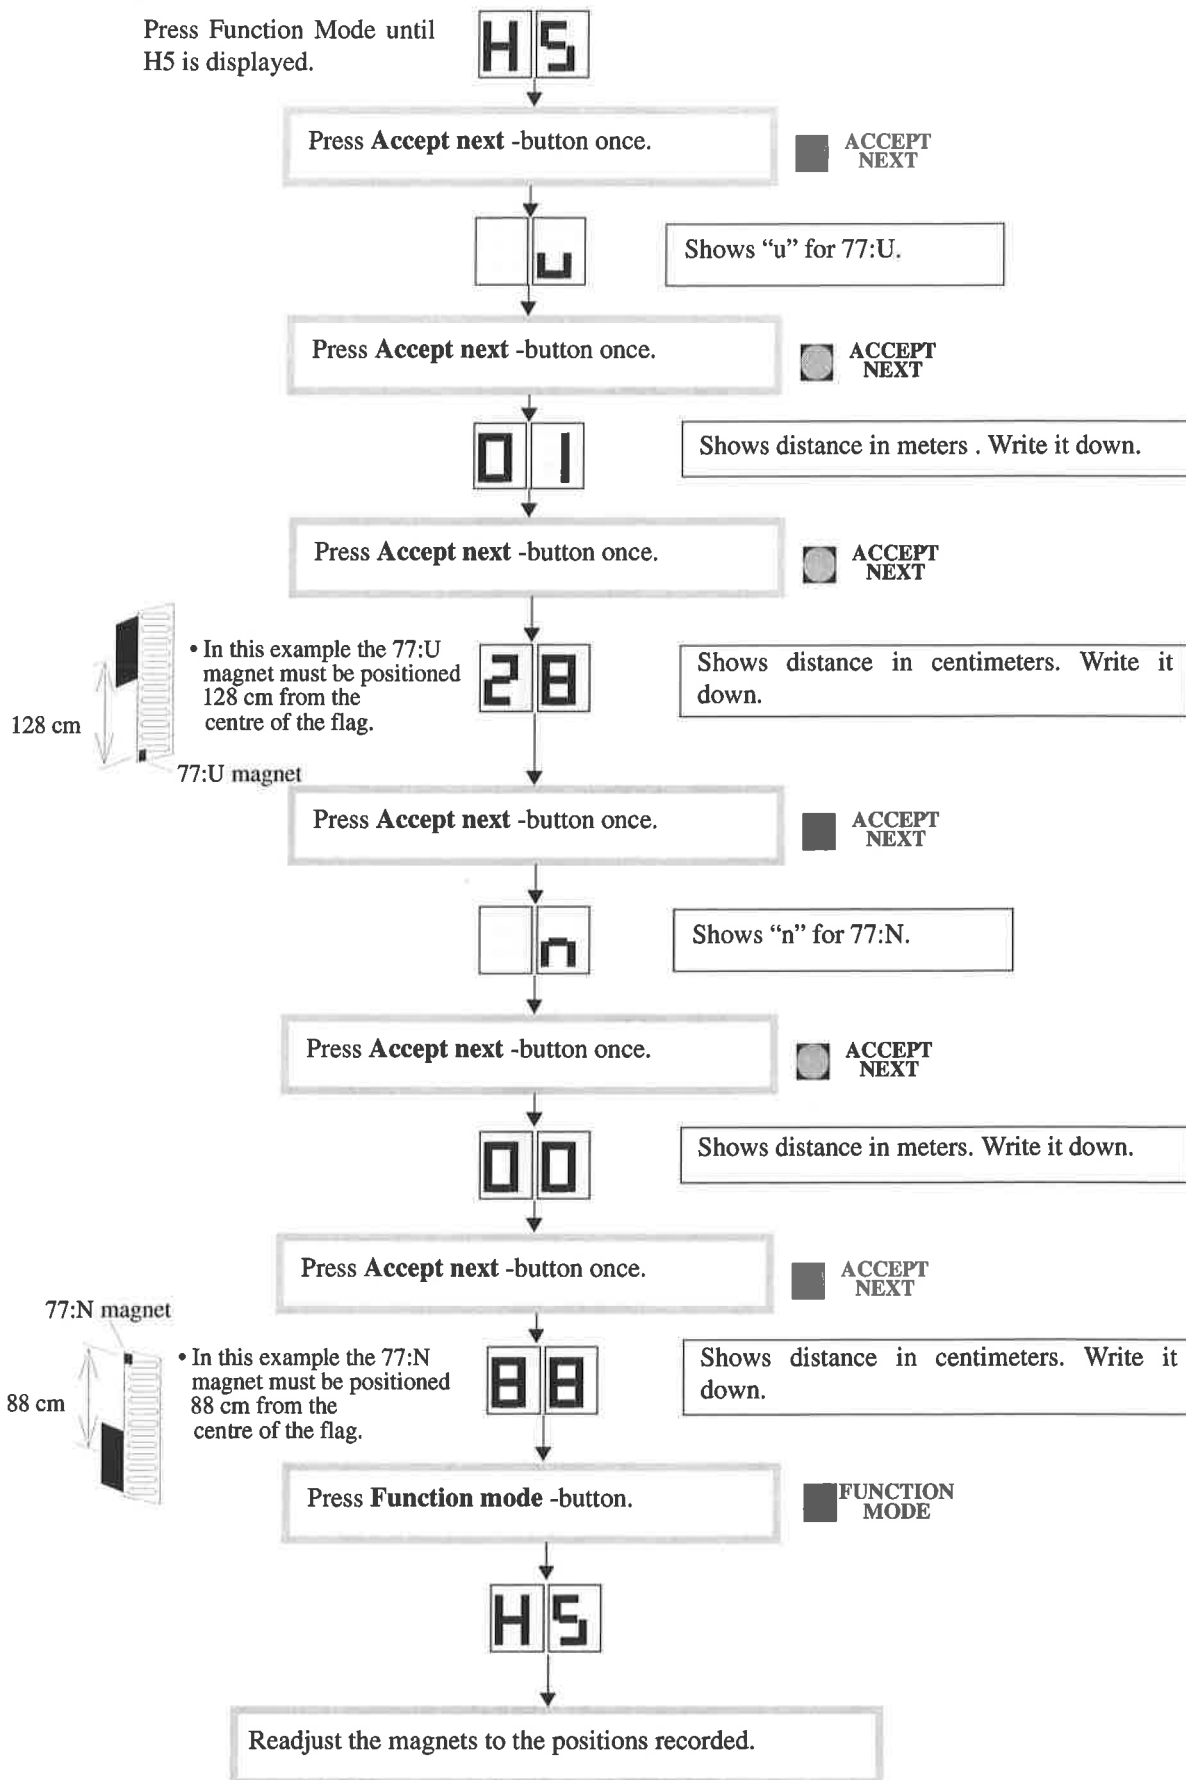 Press Function Mode until
H5 is displayed.
H5
Press Accept next -button once.
ACCEPT
NEXT
u
Shows “u” for 77:U.
Press Accept next -button once.
ACCEPT
NEXT
01
Shows distance in meters . Write it down.
Press Accept next -button once.
ACCEPT
NEXT
• In this example the 77:U
magnet must be positioned
128 cm from the
centre of the flag.
128 cm
77:U magnet
28
Shows distance in centimeters. Write it
down.
Press Accept next -button once.
ACCEPT
NEXT
n
Shows “n” for 77:N.
Press Accept next -button once.
ACCEPT
NEXT
00
Shows distance in meters. Write it down.
Press Accept next -button once.
ACCEPT
NEXT
77:N magnet
88 cm
• In this example the 77:N
magnet must be positioned
88 cm from the
centre of the flag.
88
Shows distance in centimeters. Write it
down.
Press Function mode -button.
FUNCTION
MODE
H5
Readjust the magnets to the positions recorded.